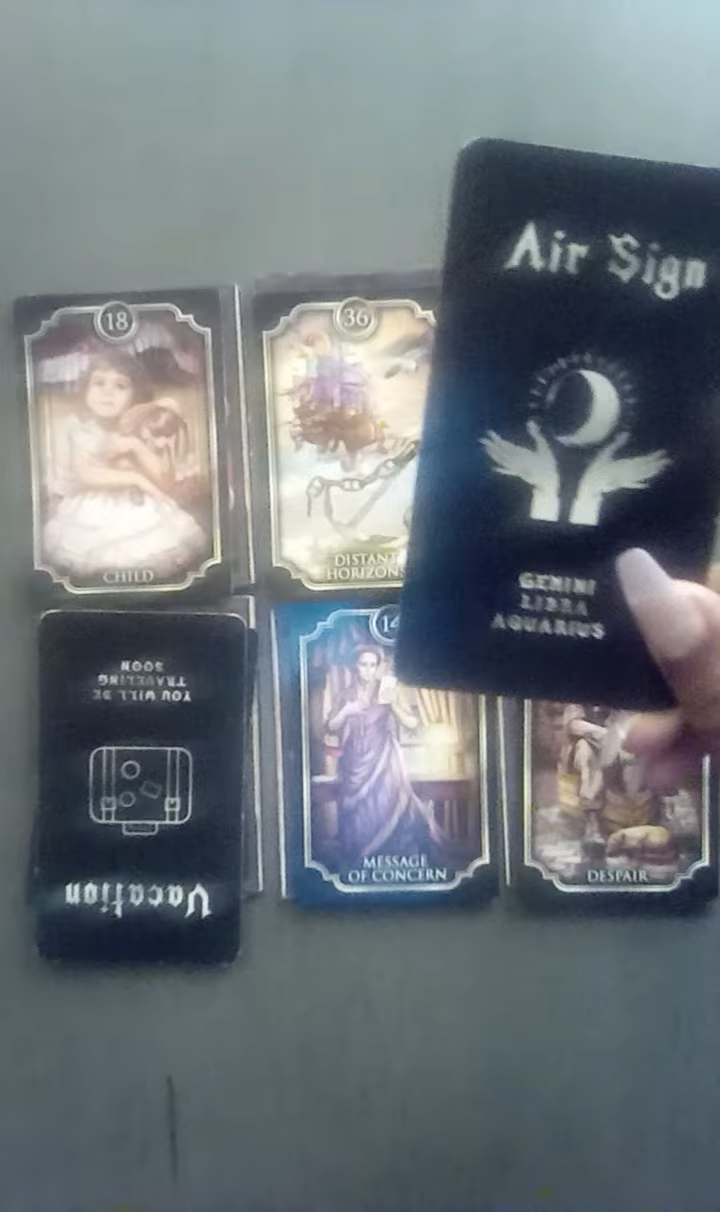 Air Sign
GEMINI
LIBRA
AQUARIUS
18
CHILD
36
DISTANT
HORIZONS
YOU WILL BE
TRAVELING
SOON
Vacation
14
MESSAGE
OF CONCERN
DESPAIR